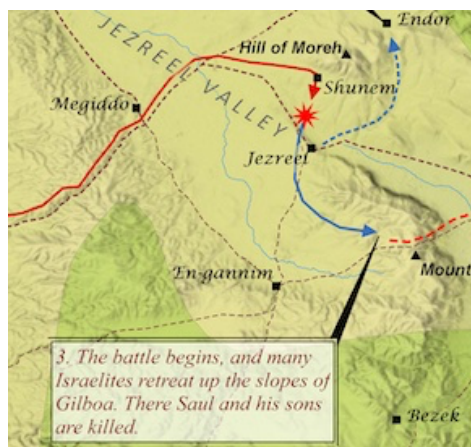 Endor
Hill of Moreh
JEZREEL VALLEY
Shunem
Megiddo
Jezreel
Mount
En-gannim
3. The battle begins, and many
Israelites retreat up the slopes of
Gilboa. There Saul and his sons
are killed.
Bezek